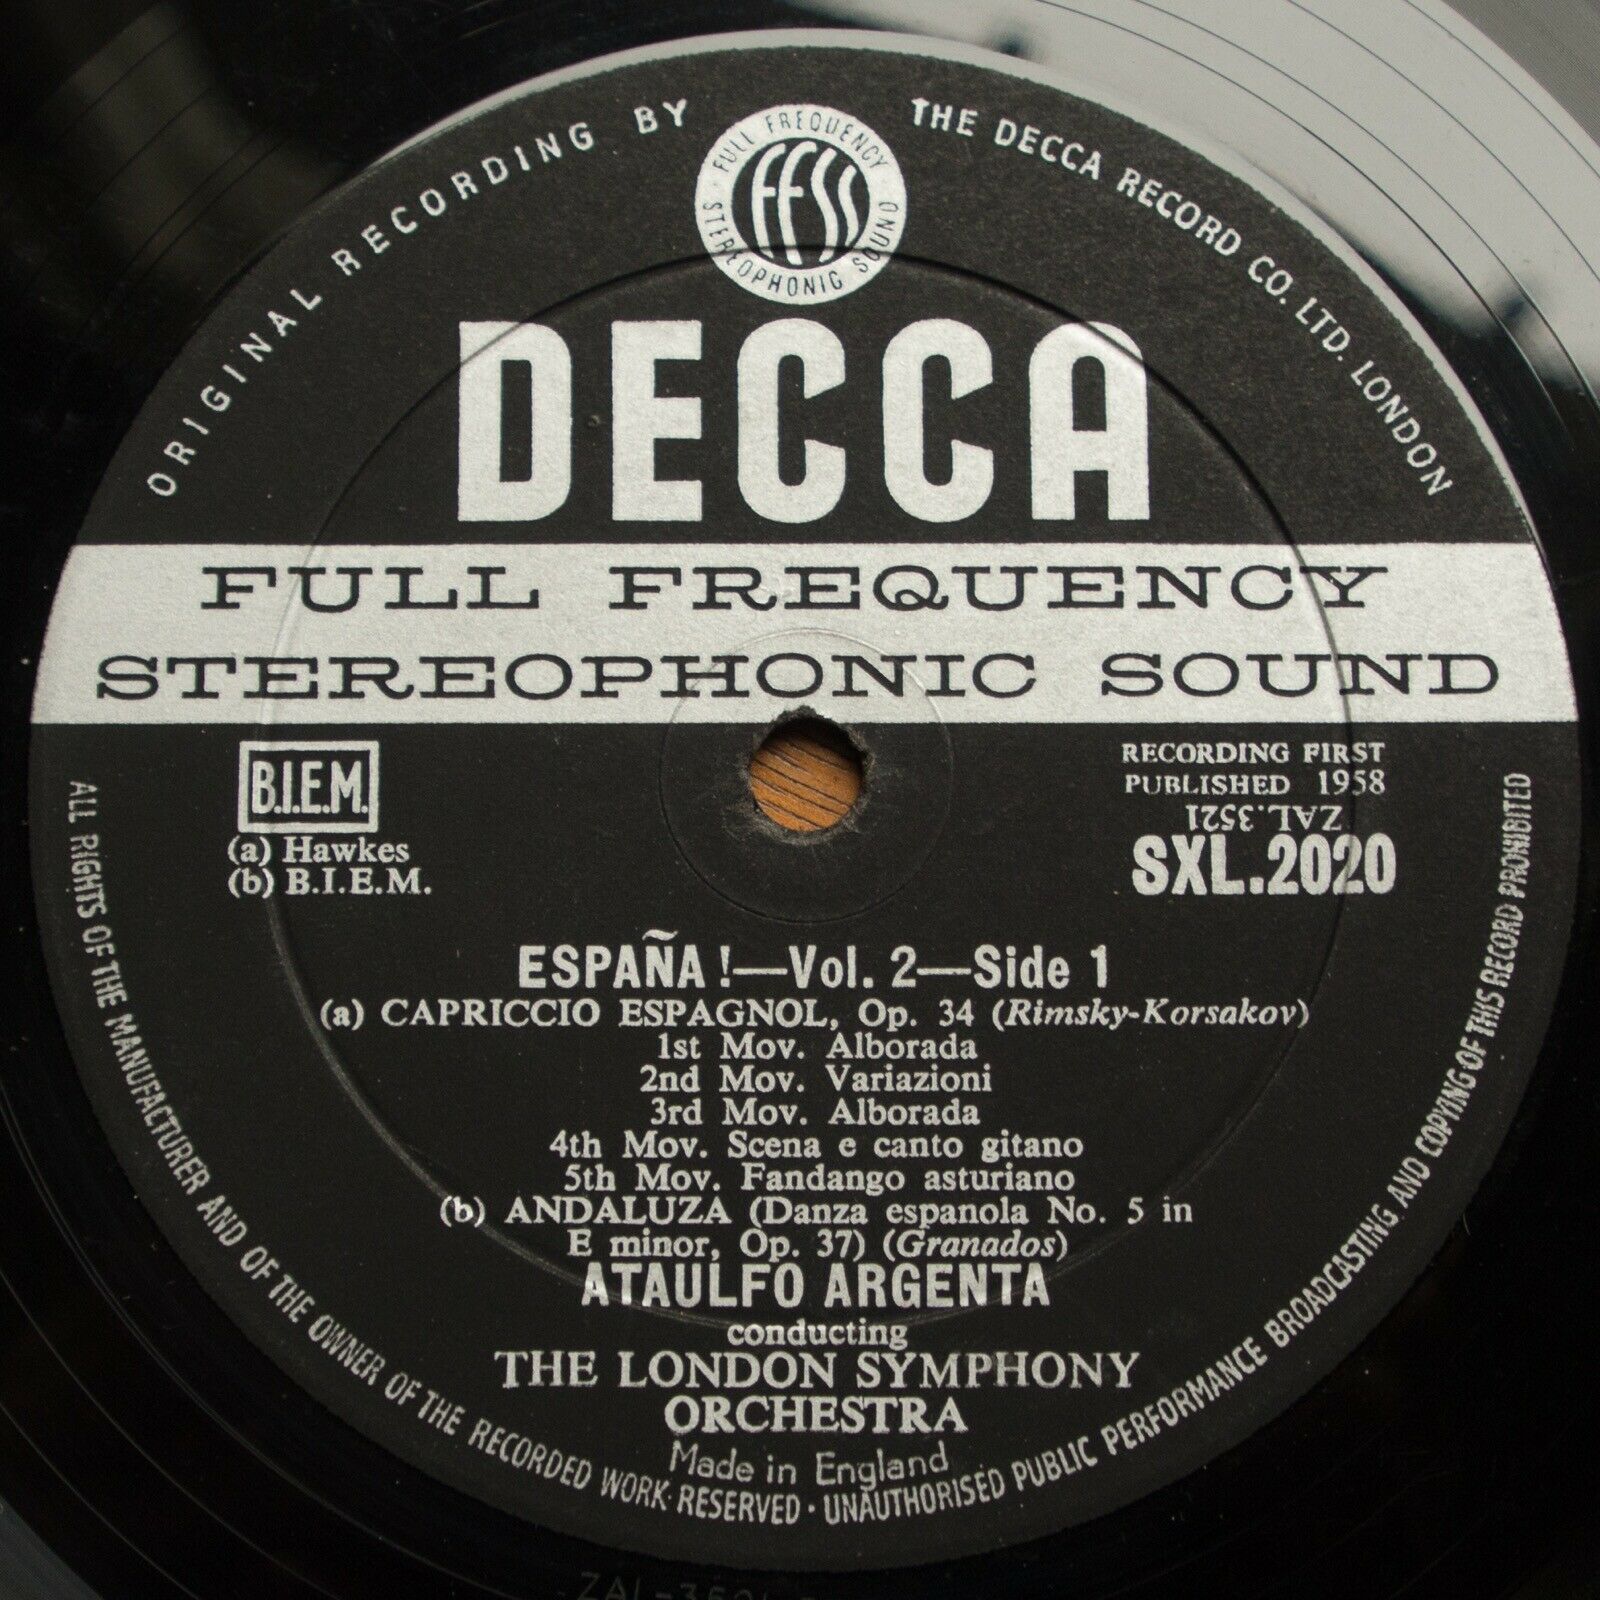 ORIGINAL RECORDING BY THE DECCA RECORD CO. LTD. LONDON
FULL FREQUENCY STEREOPHONIC SOUND
FFSS
DECCA
FULL FREQUENCY
STEREOPHONIC SOUND
B.I.E.M.
(a) Hawkes
(b) B.I.E.M.
RECORDING FIRST
PUBLISHED 1958
ZAL.3521
SXL.2020
ESPAÑA !—Vol. 2—Side 1
(a) CAPRICCIO ESPAGNOL, Op. 34 (Rimsky-Korsakov)
1st Mov. Alborada
2nd Mov. Variazioni
3rd Mov. Alborada
4th Mov. Scena e canto gitano
5th Mov. Fandango asturiano
(b) ANDALUZA (Danza espanola No. 5 in
E minor, Op. 37) (Granados)
ATAULFO ARGENTA
conducting
THE LONDON SYMPHONY
ORCHESTRA
Made in England
ALL RIGHTS OF THE MANUFACTURER AND OF THE OWNER OF THE RECORDED WORK RESERVED · UNAUTHORISED PUBLIC PERFORMANCE BROADCASTING AND COPYING OF THIS RECORD PROHIBITED